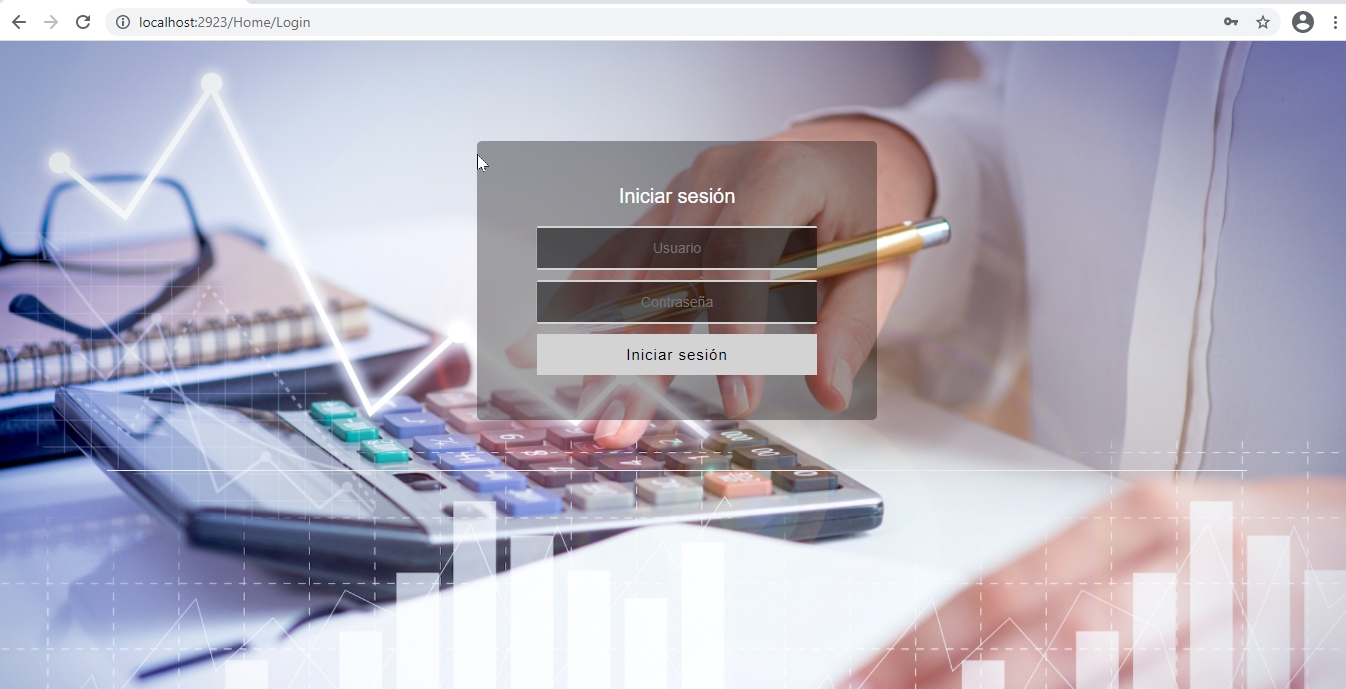 localhost:2923/Home/Login
Iniciar sesión
Usuario
Contraseña
Iniciar sesión